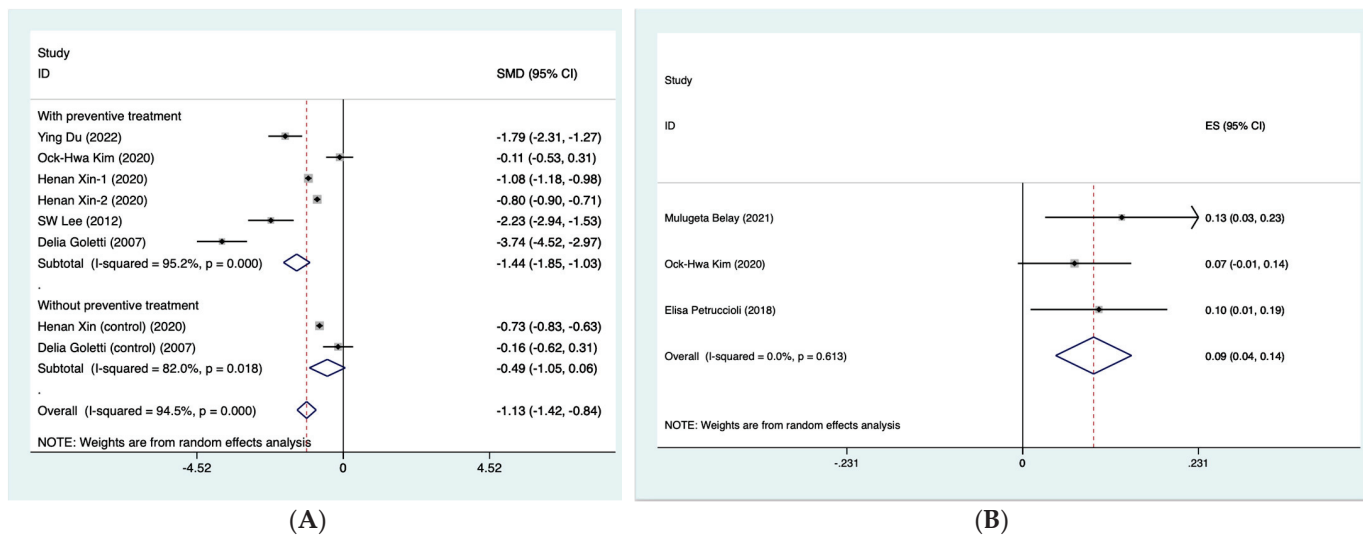 Study
ID SMD (95% CI)
With preventive treatment
Ying Du (2022) -1.79 (-2.31, -1.27)
Ock-Hwa Kim (2020) -0.11 (-0.53, 0.31)
Henan Xin-1 (2020) -1.08 (-1.18, -0.98)
Henan Xin-2 (2020) -0.80 (-0.90, -0.71)
SW Lee (2012) -2.23 (-2.94, -1.53)
Delia Goletti (2007) -3.74 (-4.52, -2.97)
Subtotal (I-squared = 95.2%, p = 0.000) -1.44 (-1.85, -1.03)
.
Without preventive treatment
Henan Xin (control) (2020) -0.73 (-0.83, -0.63)
Delia Goletti (control) (2007) -0.16 (-0.62, 0.31)
Subtotal (I-squared = 82.0%, p = 0.018) -0.49 (-1.05, 0.06)
.
Overall (I-squared = 94.5%, p = 0.000) -1.13 (-1.42, -0.84)
NOTE: Weights are from random effects analysis
-4.52 0 4.52
(A)
Study
ID ES (95% CI)
Mulugeta Belay (2021) 0.13 (0.03, 0.23)
Ock-Hwa Kim (2020) 0.07 (-0.01, 0.14)
Elisa Petruccioli (2018) 0.10 (0.01, 0.19)
Overall (I-squared = 0.0%, p = 0.613) 0.09 (0.04, 0.14)
NOTE: Weights are from random effects analysis
-.231 0 .231
(B)